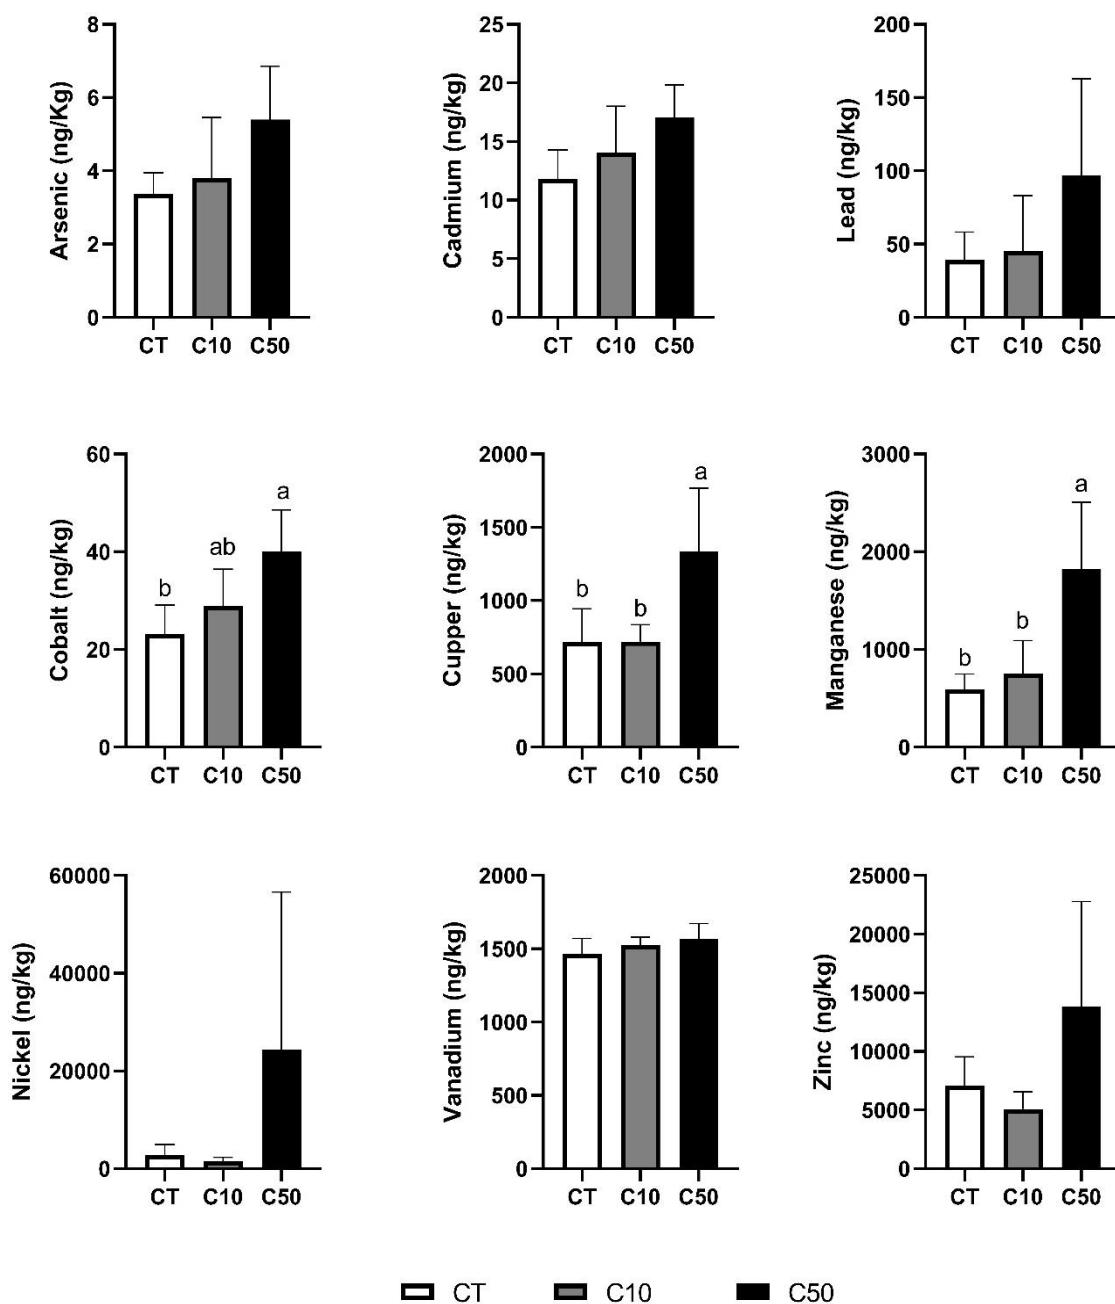 Arsenic (ng/Kg)
8
6
4
2
0
CT C10 C50
Cadmium (ng/kg)
25
20
15
10
5
0
CT C10 C50
Lead (ng/kg)
200
150
100
50
0
CT C10 C50
Cobalt (ng/kg)
60
40
20
0
b
ab
a
CT C10 C50
Cupper (ng/kg)
2000
1500
1000
500
0
b
b
a
CT C10 C50
Manganese (ng/kg)
3000
2000
1000
0
b
b
a
CT C10 C50
Nickel (ng/kg)
60000
40000
20000
0
CT C10 C50
Vanadium (ng/kg)
2000
1500
1000
500
0
CT C10 C50
Zinc (ng/kg)
25000
20000
15000
10000
5000
0
CT C10 C50
CT C10 C50